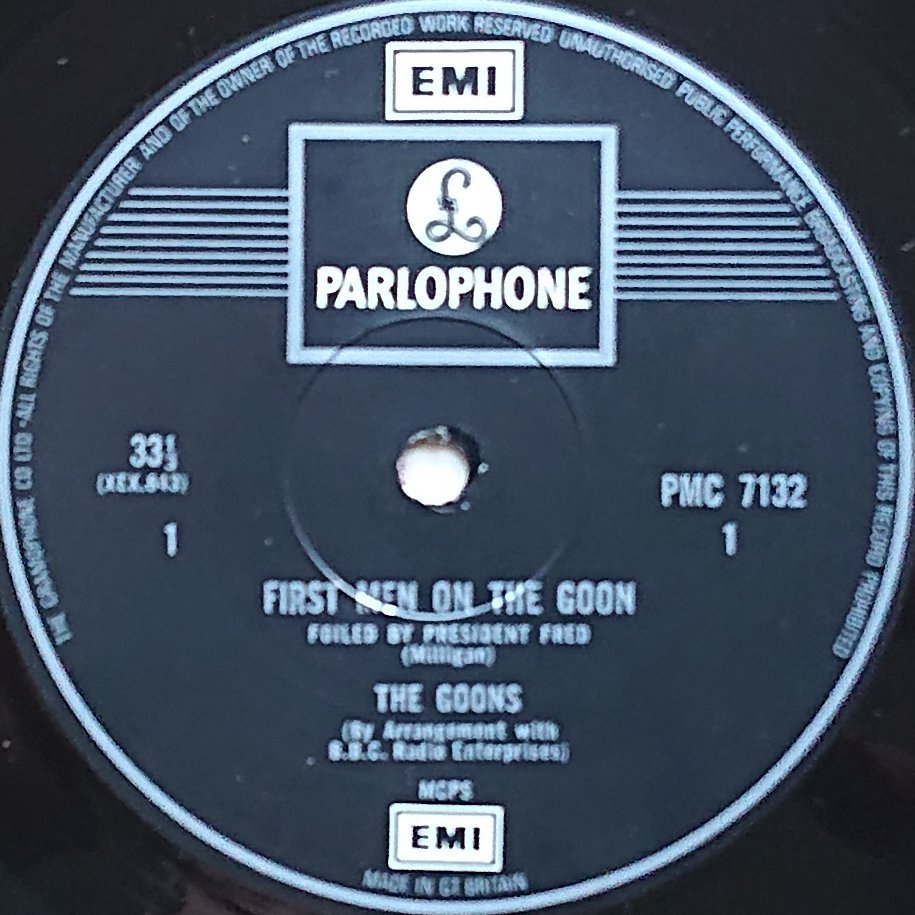 THE GRAMOPHONE CO LTD · ALL RIGHTS OF THE MANUFACTURER AND OF THE OWNER OF THE RECORDED WORK RESERVED UNAUTHORISED PUBLIC PERFORMANCE BROADCASTING AND COPYING OF THIS RECORD PROHIBITED
EMI
£
PARLOPHONE
33⅓
(XEX.843)
1
PMC 7132
1
FIRST MEN ON THE GOON
FOILED BY PRESIDENT FRED
(Milligan)
THE GOONS
(By Arrangement with
B.B.C. Radio Enterprises)
MCPS
EMI
MADE IN GT BRITAIN